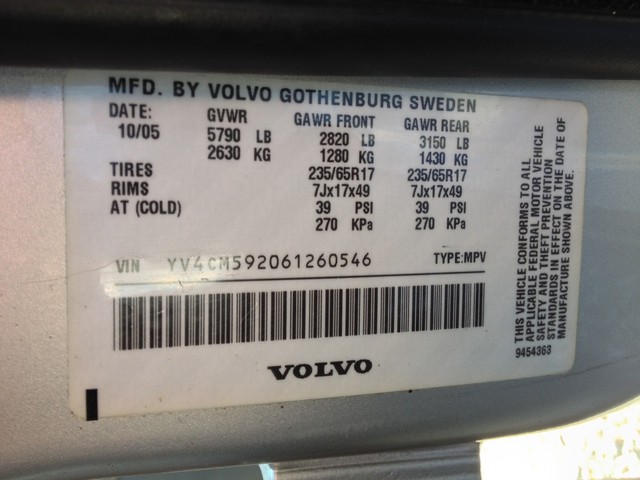 MFD. BY VOLVO GOTHENBURG SWEDEN
DATE: GVWR GAWR FRONT GAWR REAR
10/05 5790 LB 2820 LB 3150 LB
2630 KG 1280 KG 1430 KG
TIRES 235/65R17 235/65R17
RIMS 7Jx17x49 7Jx17x49
AT (COLD) 39 PSI 39 PSI
270 KPa 270 KPa
VIN YV4CM592061260546 TYPE:MPV
VOLVO
THIS VEHICLE CONFORMS TO ALL
APPLICABLE FEDERAL MOTOR VEHICLE
SAFETY AND THEFT PREVENTION
STANDARDS IN EFFECT ON THE DATE OF
MANUFACTURE SHOWN ABOVE.
9454363